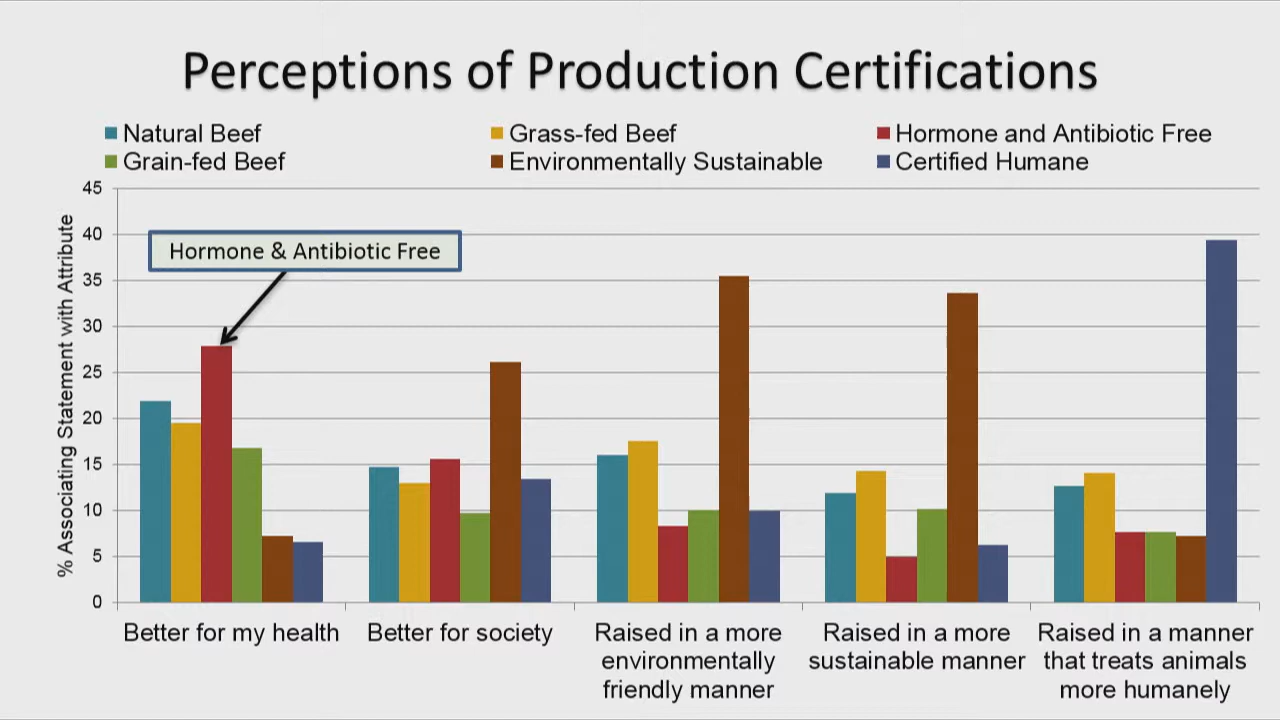 Perceptions of Production Certifications
Natural Beef
Grass-fed Beef
Hormone and Antibiotic Free
Grain-fed Beef
Environmentally Sustainable
Certified Humane
% Associating Statement with Attribute
45
40
35
30
25
20
15
10
5
0
Hormone & Antibiotic Free
Better for my health
Better for society
Raised in a more
environmentally
friendly manner
Raised in a more
sustainable manner
Raised in a manner
that treats animals
more humanely